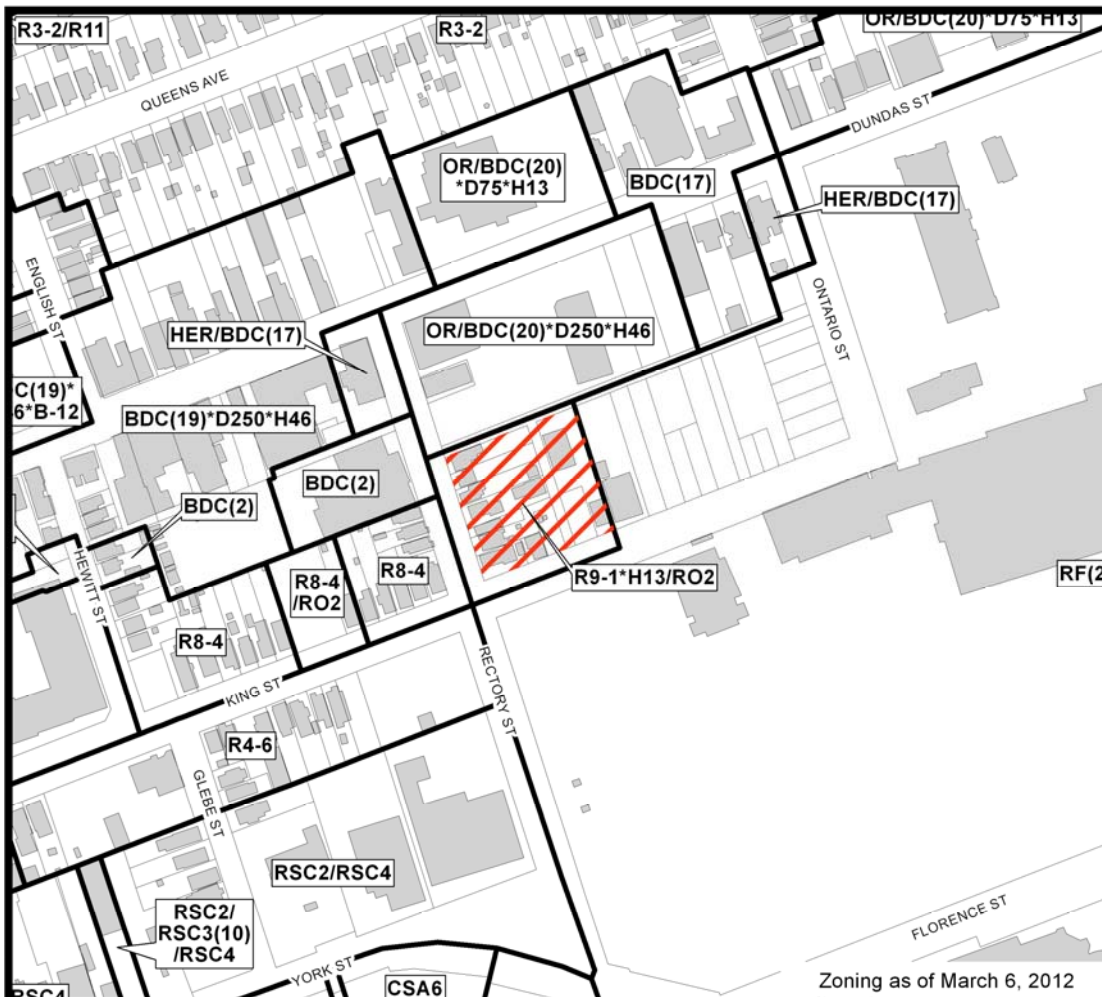 R3-2/R11
R3-2
OR/BDC(20)*D75*H13
QUEENS AVE
DUNDAS ST
OR/BDC(20)
*D75*H13
BDC(17)
HER/BDC(17)
ENGLISH ST
ONTARIO ST
HER/BDC(17)
OR/BDC(20)*D250*H46
C(19)*
6*B-12
BDC(19)*D250*H46
BDC(2)
BDC(2)
HEWITT ST
R8-4
R8-4
/RO2
R9-1*H13/RO2
RF(2
R8-4
RECTORY ST
KING ST
R4-6
GLEBE ST
RSC2/RSC4
RSC2/
RSC3(10)
/RSC4
FLORENCE ST
YORK ST
CSA6
RSC4
Zoning as of March 6, 2012